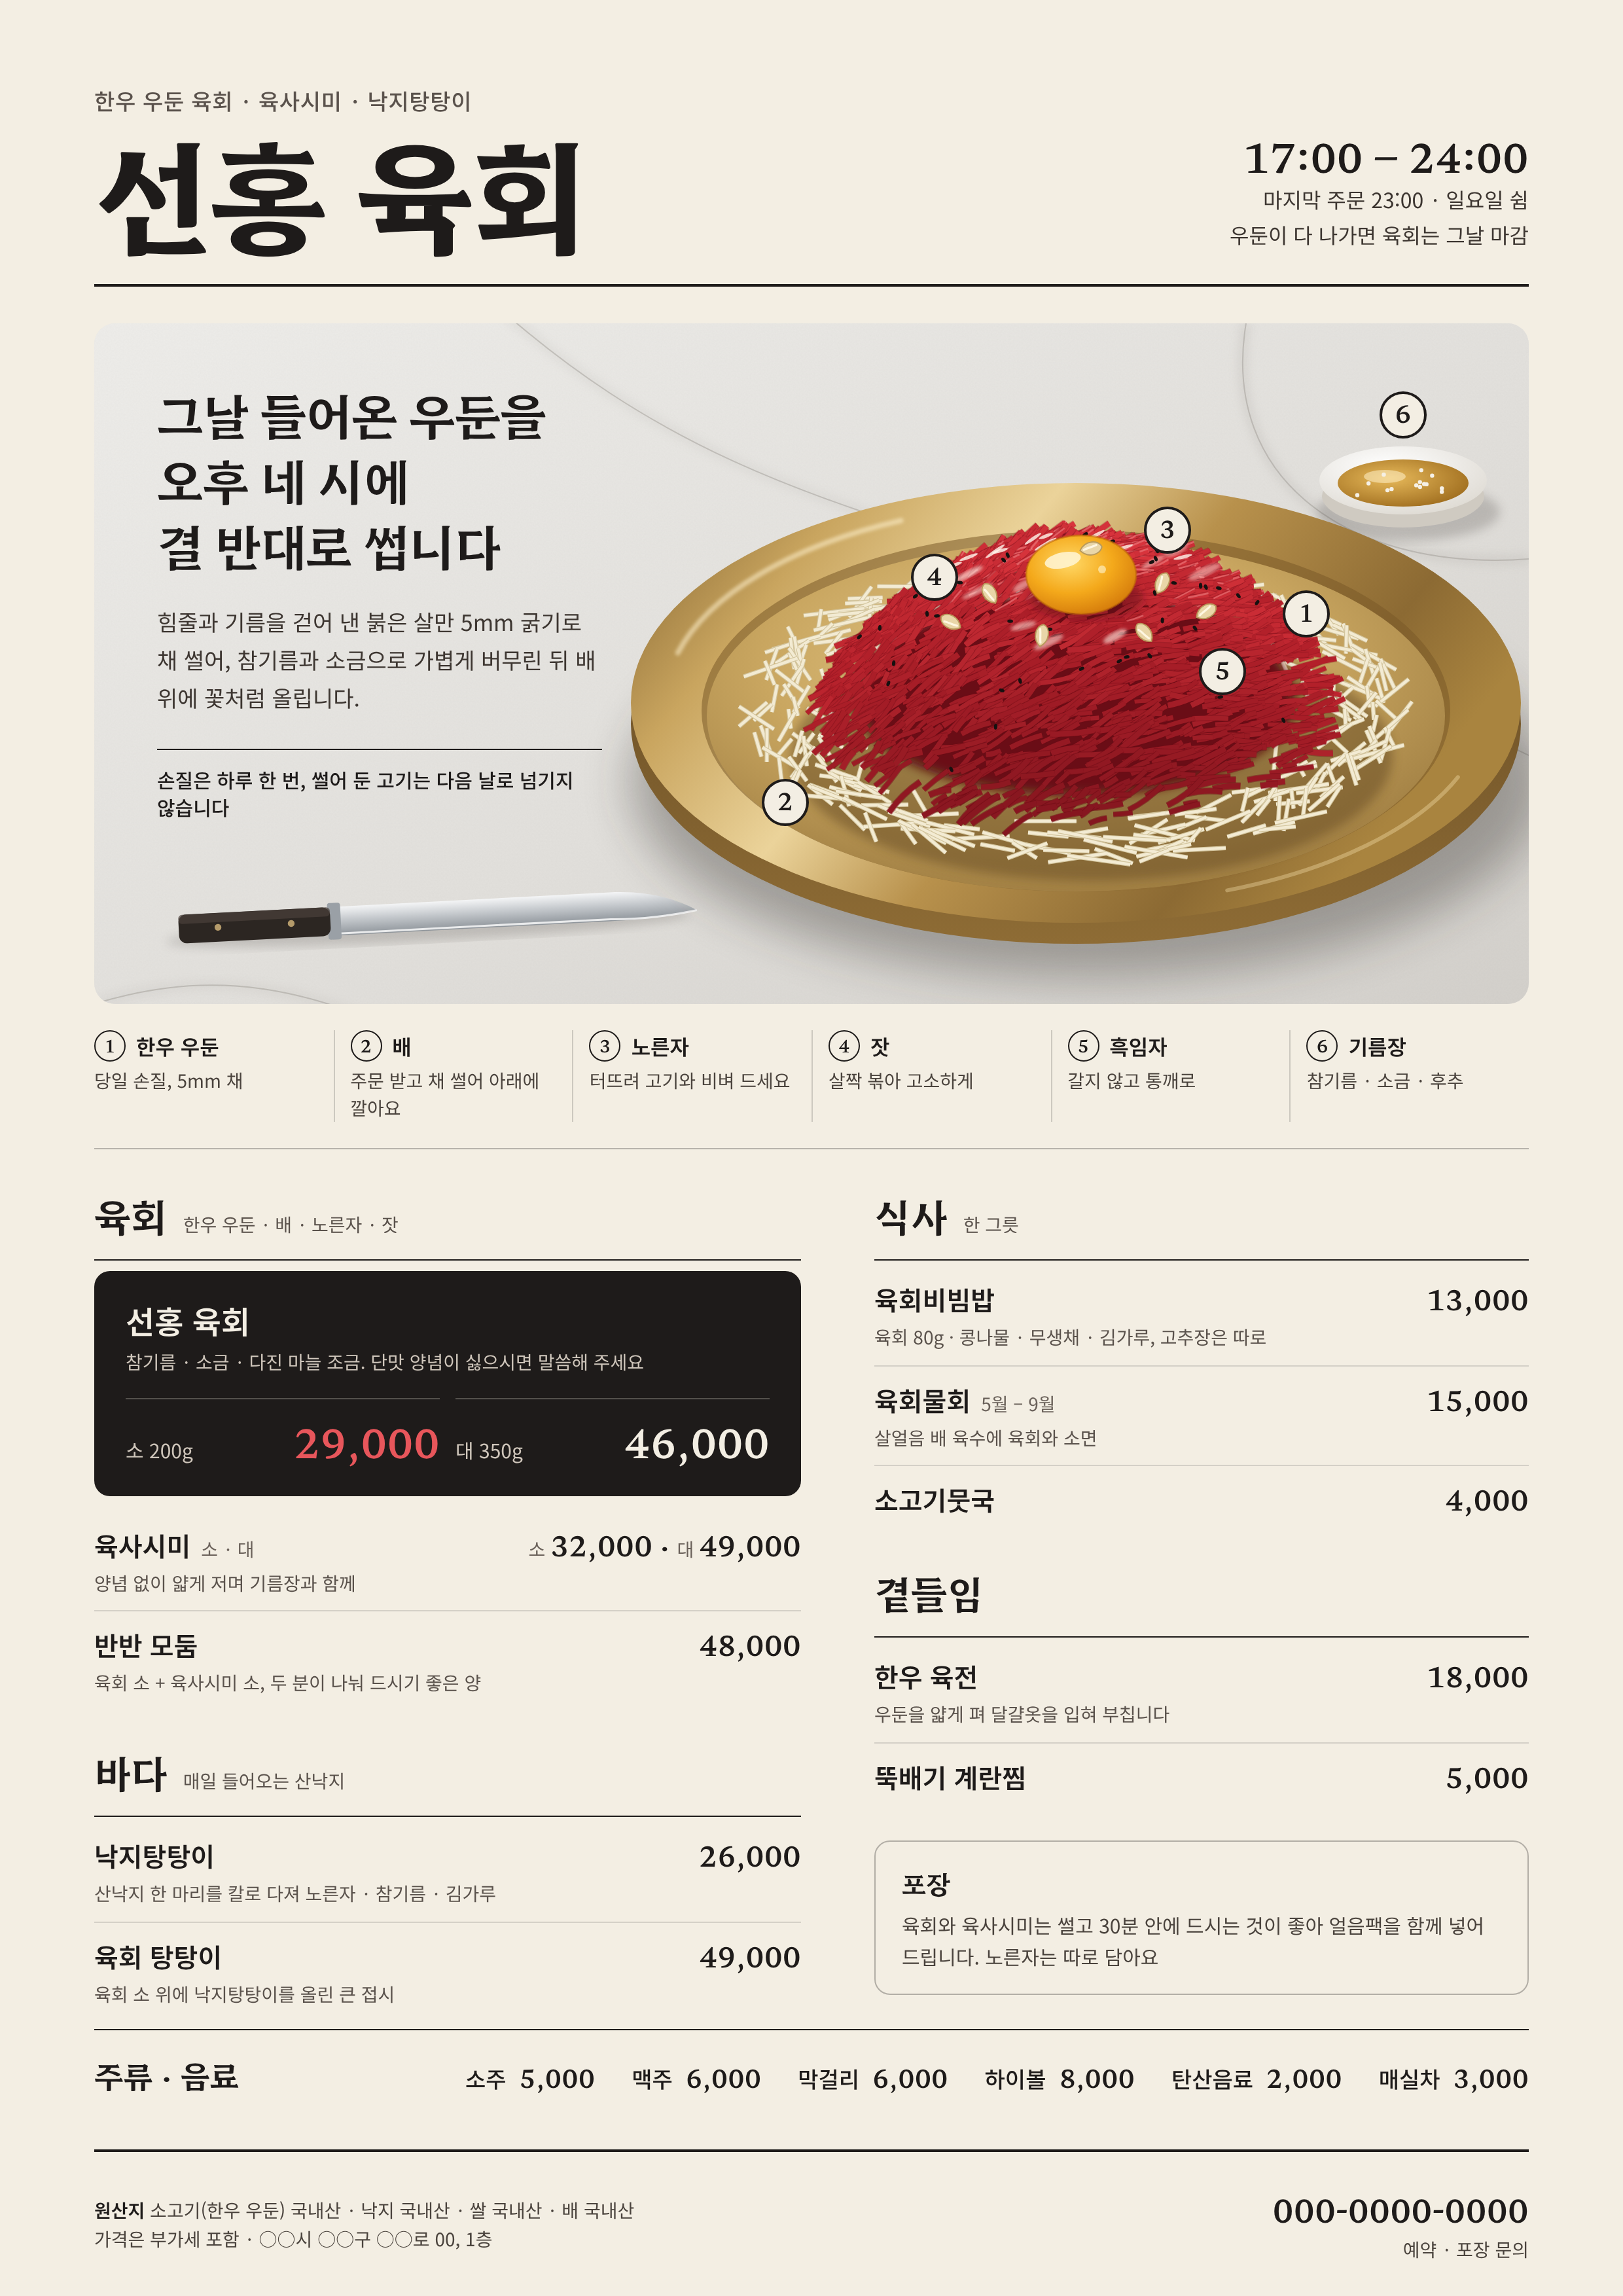 한우 우둔 육회 · 육사시미 · 낙지탕탕이
선홍 육회
17:00 – 24:00
마지막 주문 23:00 · 일요일 쉼
우둔이 다 나가면 육회는 그날 마감
그날 들어온 우둔을
오후 네 시에
결 반대로 썹니다
힘줄과 기름을 걷어 낸 붉은 살만 5mm 굵기로
채 썰어, 참기름과 소금으로 가볍게 버무린 뒤 배
위에 꽃처럼 올립니다.
손질은 하루 한 번, 썰어 둔 고기는 다음 날로 넘기지
않습니다
6
3
4
1
5
2
1 한우 우둔
당일 손질, 5mm 채
2 배
주문 받고 채 썰어 아래에
깔아요
3 노른자
터뜨려 고기와 비벼 드세요
4 잣
살짝 볶아 고소하게
5 흑임자
갈지 않고 통깨로
6 기름장
참기름 · 소금 · 후추
육회 한우 우둔 · 배 · 노른자 · 잣
선홍 육회
참기름 · 소금 · 다진 마늘 조금. 단맛 양념이 싫으시면 말씀해 주세요
소 200g 29,000 대 350g 46,000
육사시미 소 · 대 소 32,000 · 대 49,000
양념 없이 얇게 저며 기름장과 함께
반반 모둠 48,000
육회 소 + 육사시미 소, 두 분이 나눠 드시기 좋은 양
바다 매일 들어오는 산낙지
낙지탕탕이 26,000
산낙지 한 마리를 칼로 다져 노른자 · 참기름 · 김가루
육회 탕탕이 49,000
육회 소 위에 낙지탕탕이를 올린 큰 접시
식사 한 그릇
육회비빔밥 13,000
육회 80g · 콩나물 · 무생채 · 김가루, 고추장은 따로
육회물회 5월 – 9월 15,000
살얼음 배 육수에 육회와 소면
소고기뭇국 4,000
곁들임
한우 육전 18,000
우둔을 얇게 펴 달걀옷을 입혀 부칩니다
뚝배기 계란찜 5,000
포장
육회와 육사시미는 썰고 30분 안에 드시는 것이 좋아 얼음팩을 함께 넣어
드립니다. 노른자는 따로 담아요
주류 · 음료 소주 5,000 맥주 6,000 막걸리 6,000 하이볼 8,000 탄산음료 2,000 매실차 3,000
원산지 소고기(한우 우둔) 국내산 · 낙지 국내산 · 쌀 국내산 · 배 국내산
가격은 부가세 포함 · ○○시 ○○구 ○○로 00, 1층
000-0000-0000
예약 · 포장 문의